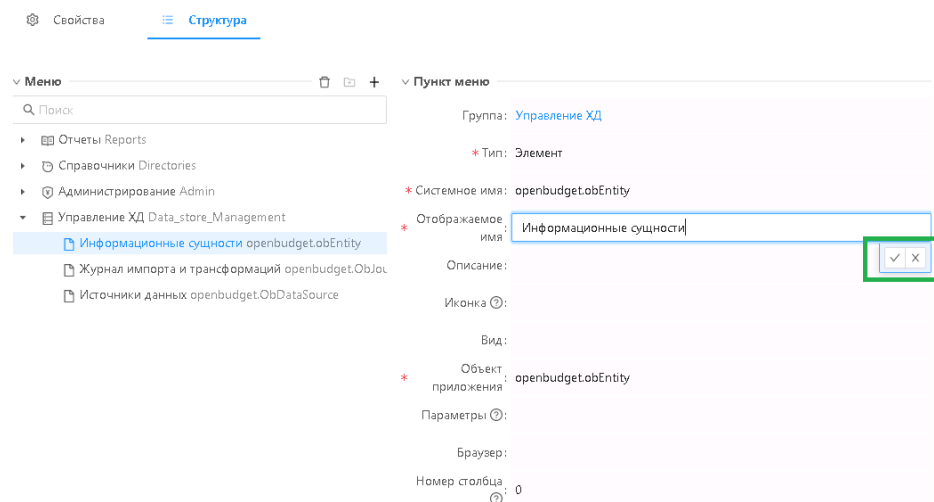 Свойства
Структура
Меню
Поиск
Отчеты Reports
Справочники Directories
Администрирование Admin
Управление ХД Data_store_Management
Информационные сущности openbudget.obEntity
Журнал импорта и трансформаций openbudget.ObJou
Источники данных openbudget.ObDataSource
Пункт меню
Группа: Управление ХД
* Тип: Элемент
* Системное имя: openbudget.obEntity
* Отображаемое
имя : Информационные сущности
Описание:
Иконка ? :
Вид:
* Объект
приложения : openbudget.obEntity
Параметры ? :
Браузер:
Номер столбца
? : 0